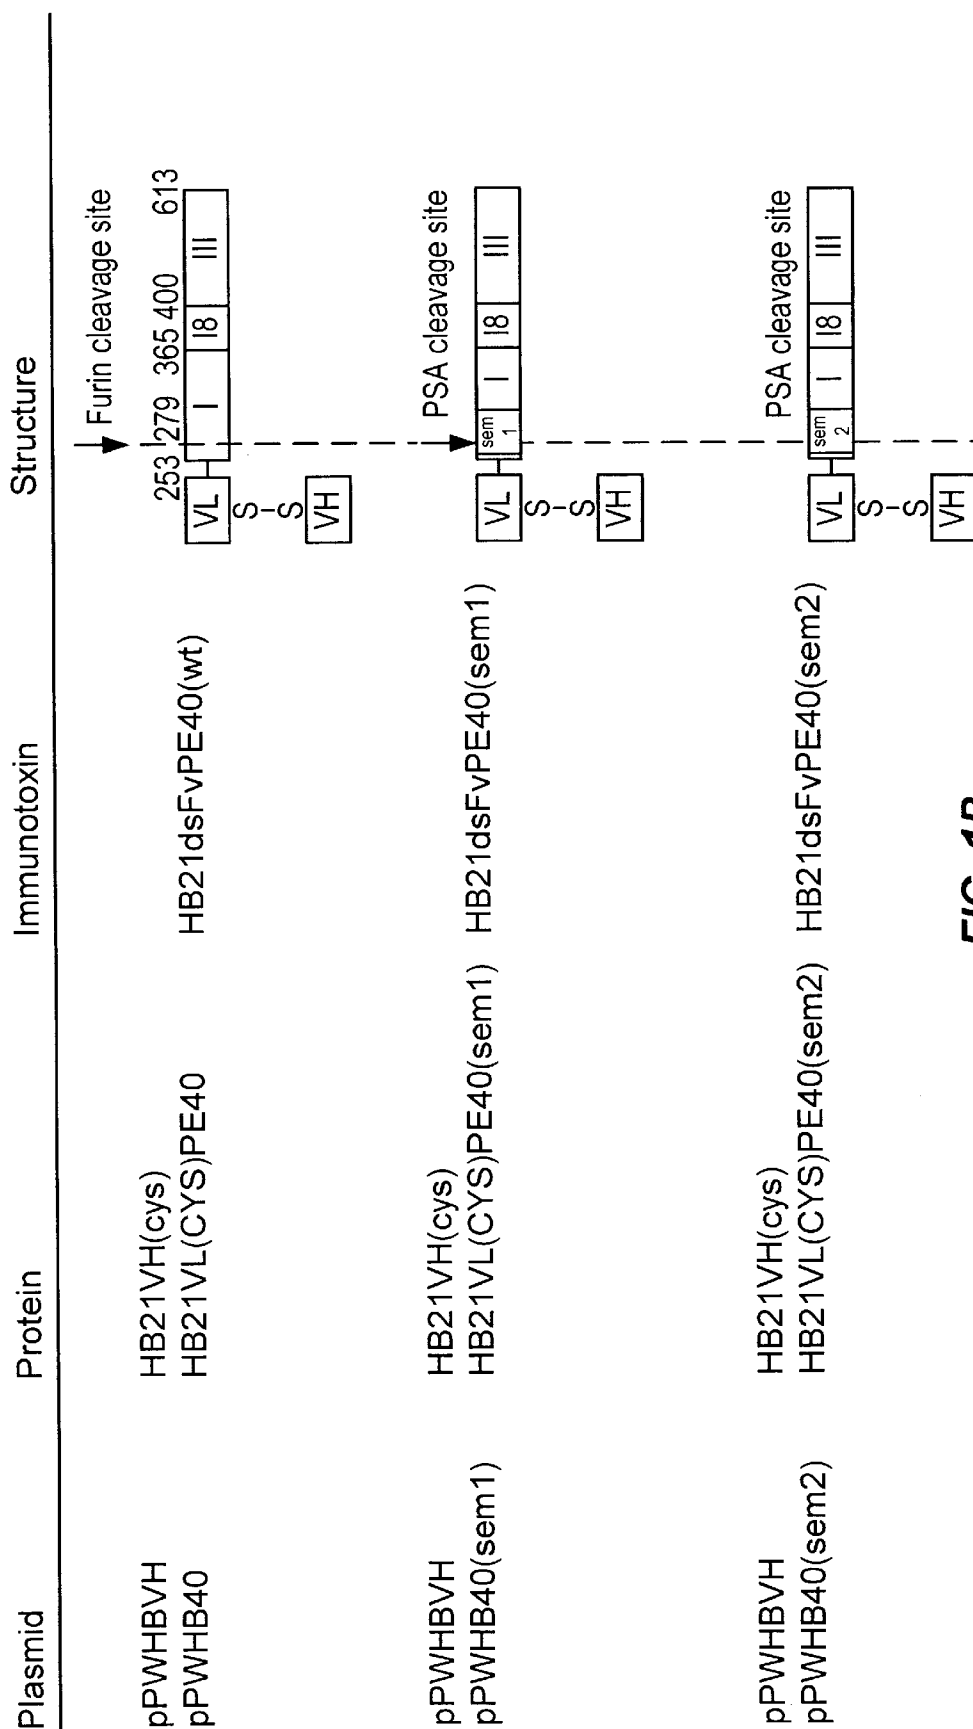 Plasmid Protein Immunotoxin Structure
Furin cleavage site
253 279 365 400 613
pPWHBVH HB21VH(cys)
pPWHB40 HB21VL(CYS)PE40 HB21dsFvPE40(wt) VL I I8 III
S-S
VH
PSA cleavage site
pPWHBVH HB21VH(cys)
pPWHB40(sem1) HB21VL(CYS)PE40(sem1) HB21dsFvPE40(sem1) VL sem 1 I I8 III
S-S
VH
PSA cleavage site
pPWHBVH HB21VH(cys)
pPWHB40(sem2) HB21VL(CYS)PE40(sem2) HB21dsFvPE40(sem2) VL sem 2 I I8 III
S-S
VH